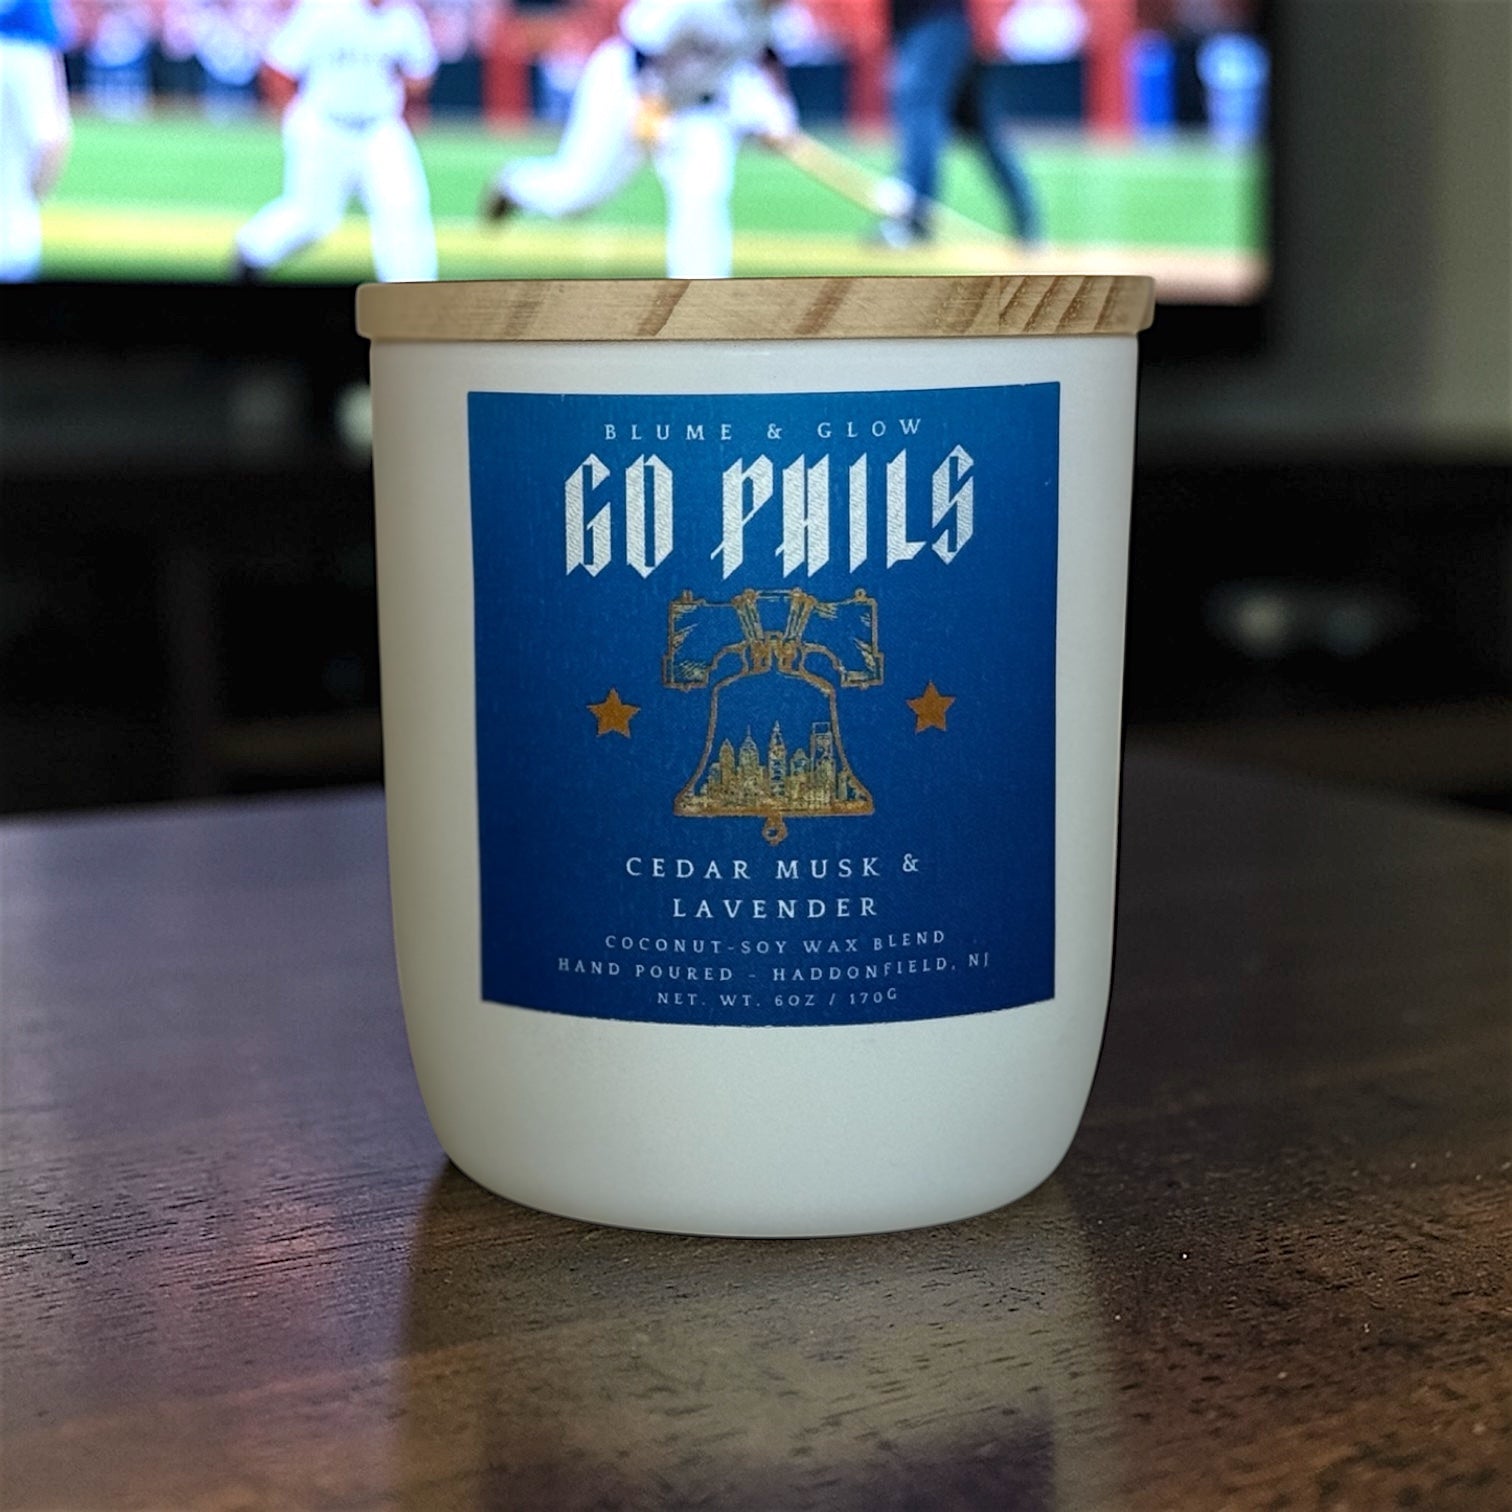 BLUME & GLOW
GO PHILS
CEDAR MUSK &
LAVENDER
COCONUT-SOY WAX BLEND
HAND POURED - HADDONFIELD, NJ
NET. WT. 6OZ / 170G